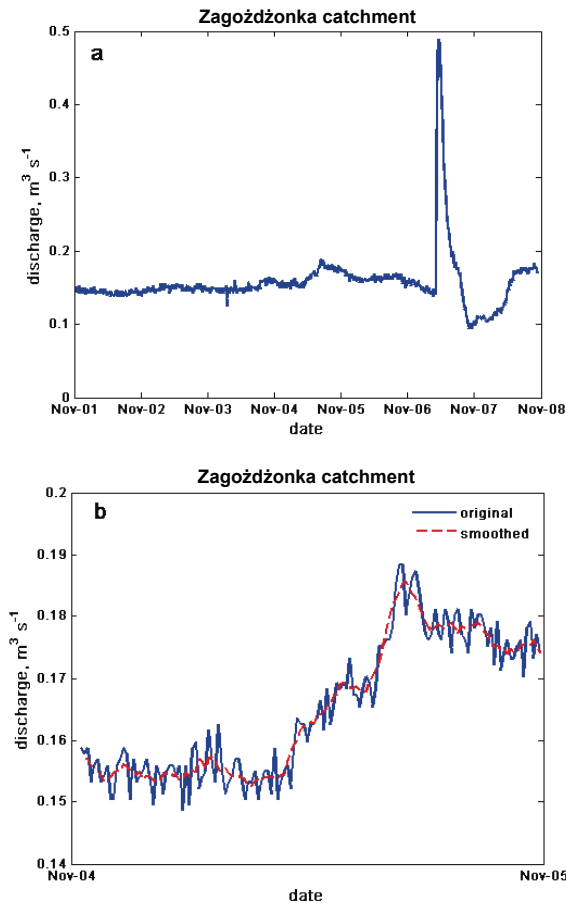 Zagożdżonka catchment
a
0.5
0.4
0.3
0.2
0.1
0
discharge, m³ s⁻¹
Nov-01 Nov-02 Nov-03 Nov-04 Nov-05 Nov-06 Nov-07 Nov-08
date
Zagożdżonka catchment
b
original
smoothed
0.2
0.19
0.18
0.17
0.16
0.15
0.14
discharge, m³ s⁻¹
Nov-04 Nov-05
date